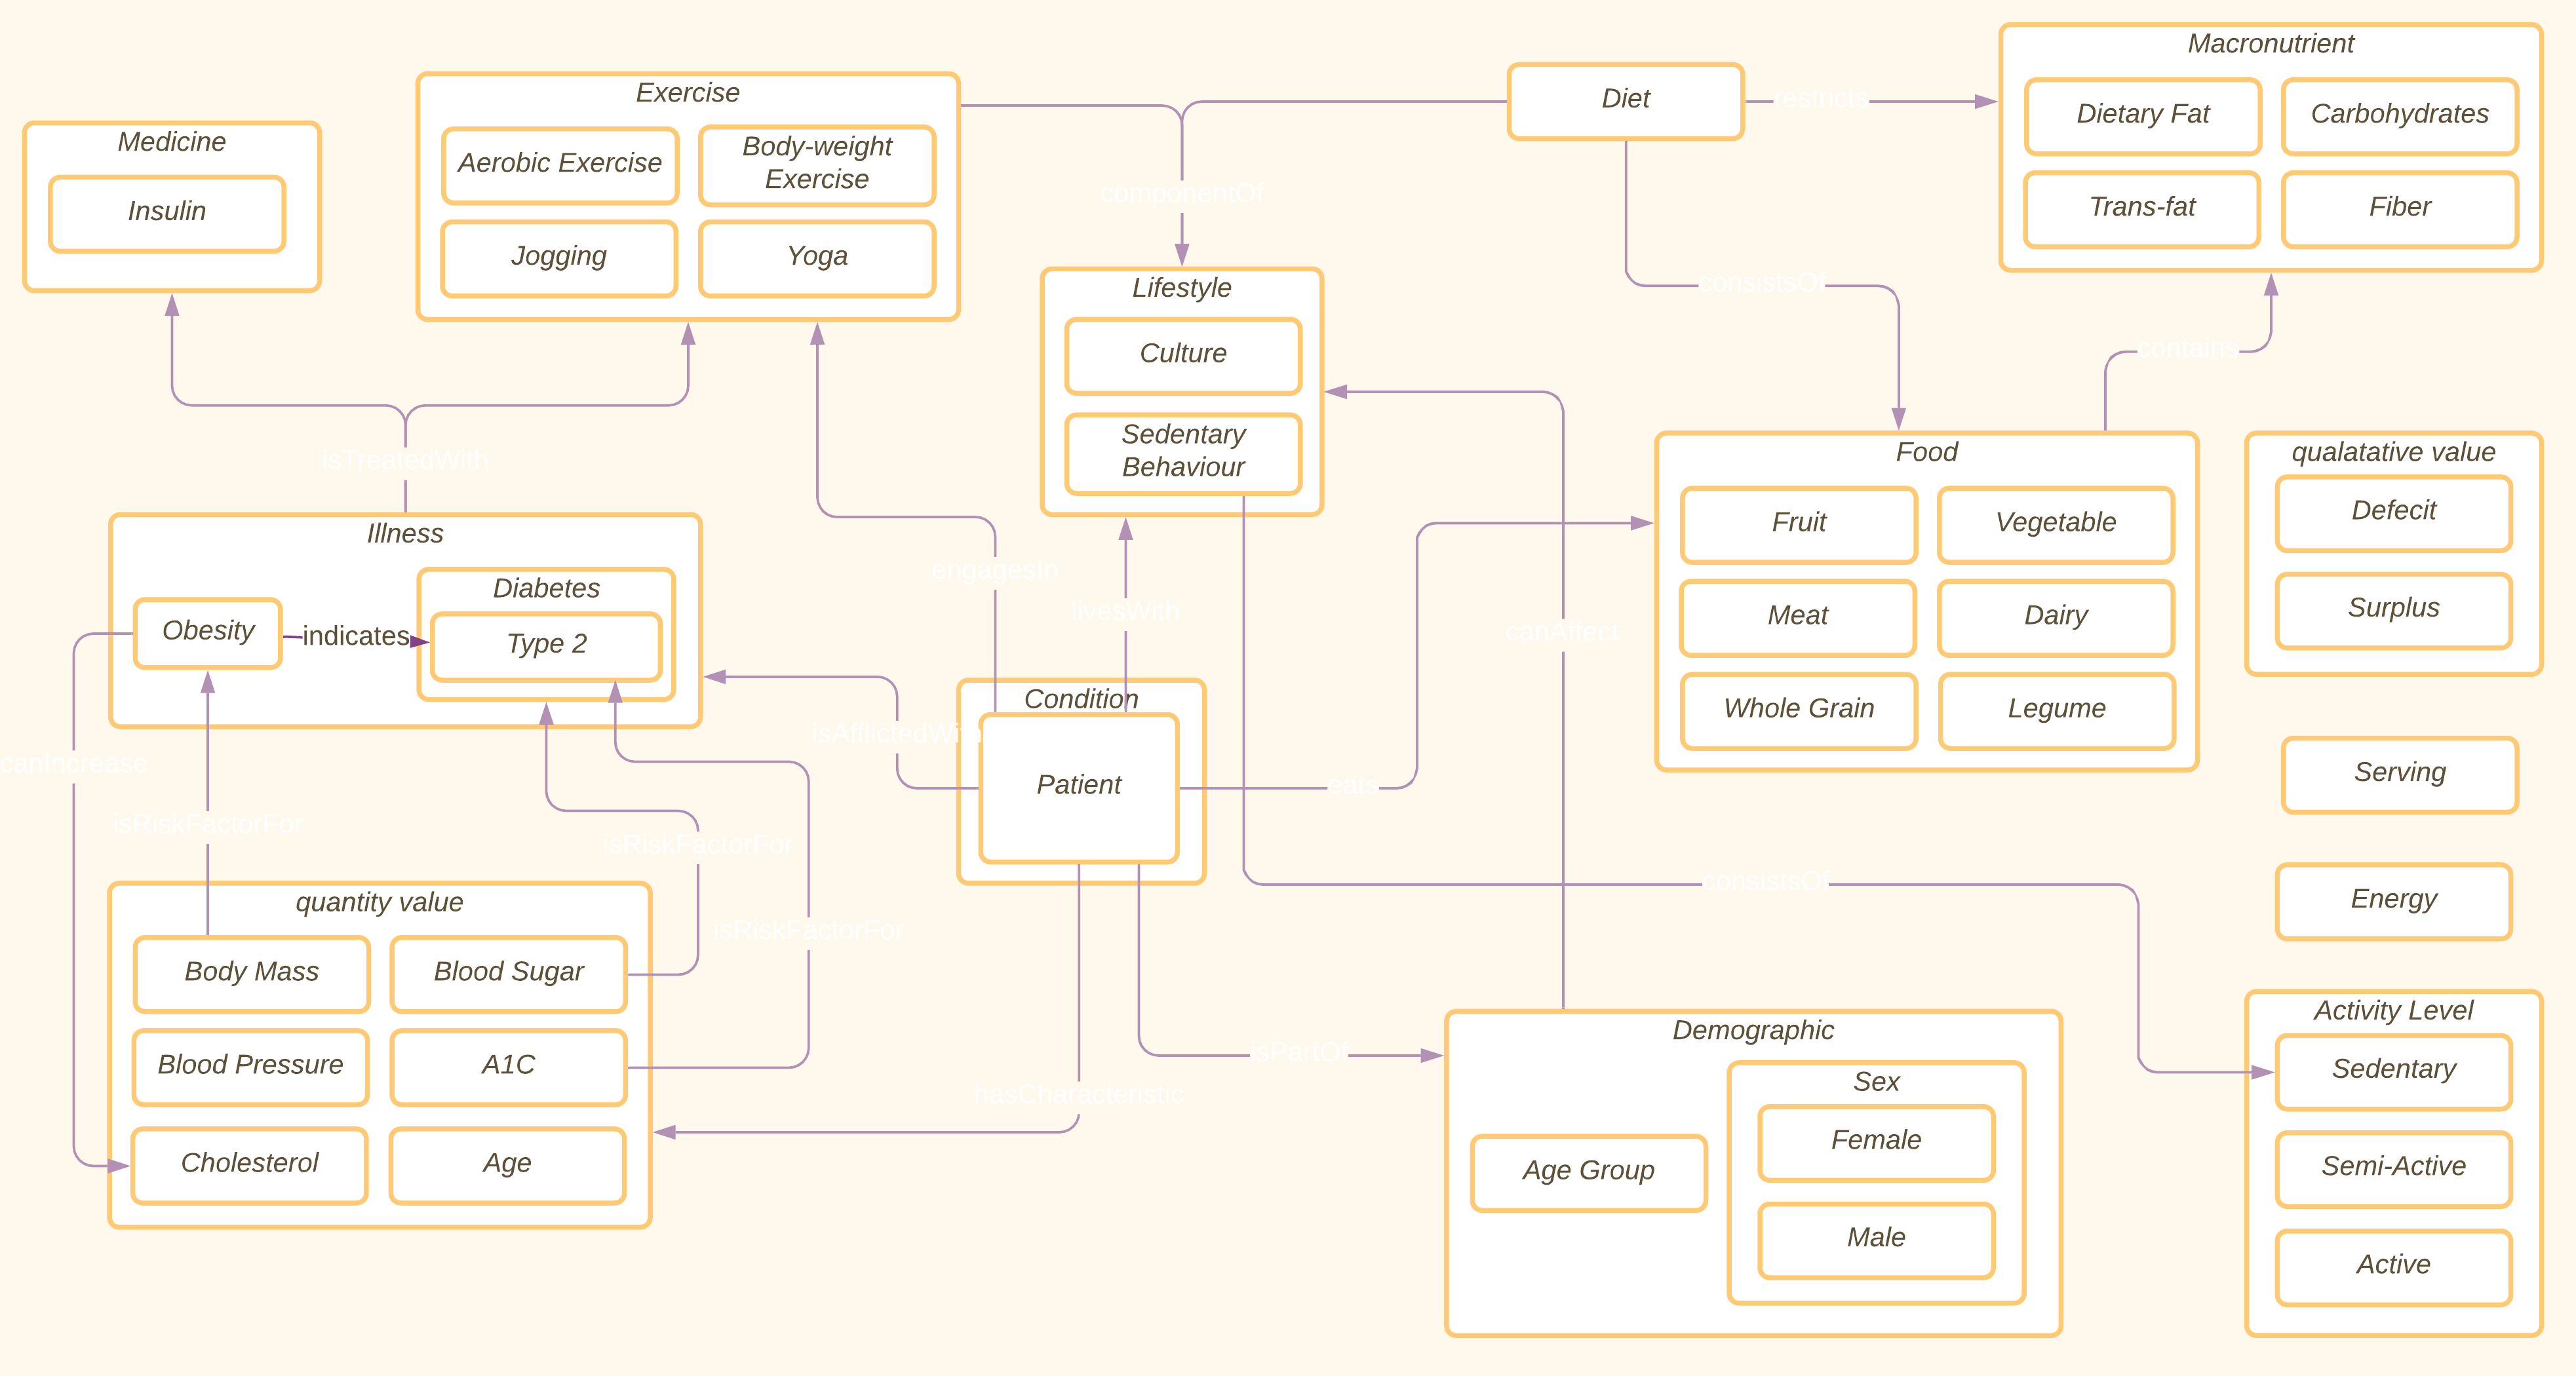 Macronutrient
Dietary Fat
Carbohydrates
Trans-fat
Fiber
Diet
restricts
Exercise
Aerobic Exercise
Body-weight
Exercise
Jogging
Yoga
Medicine
Insulin
componentOf
Lifestyle
Culture
Sedentary
Behaviour
consistsOf
contains
isTreatedWith
Food
Fruit
Vegetable
Meat
Dairy
Whole Grain
Legume
qualatative value
Defecit
Surplus
Illness
Obesity
indicates
Diabetes
Type 2
engagesIn
livesWith
canAffect
Condition
Patient
isAfflictedWith
eats
canIncrease
isRiskFactorFor
isRiskFactorFor
isRiskFactorFor
Serving
Energy
consistsOf
quantity value
Body Mass
Blood Sugar
Blood Pressure
A1C
Cholesterol
Age
hasCharacteristic
isPartOf
Demographic
Age Group
Sex
Female
Male
Activity Level
Sedentary
Semi-Active
Active